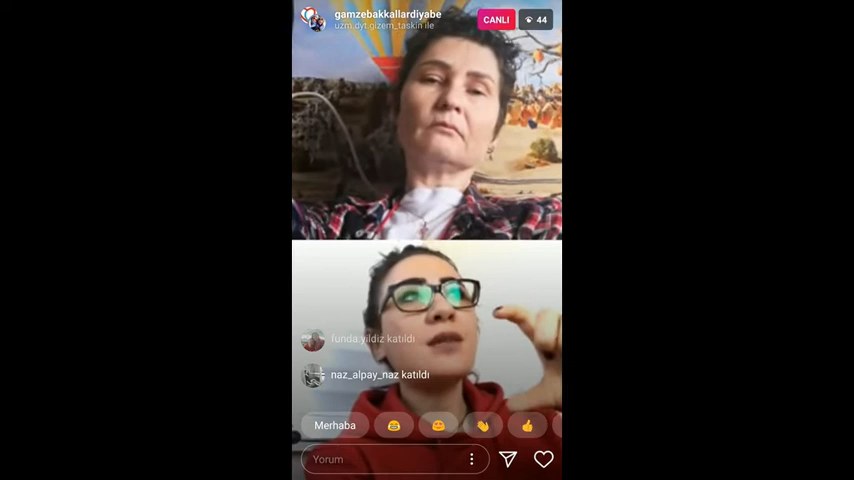 gamzebakkallardiyabe
uzm.dyt.gizem_taskin ile
CANLI
44
funda.yildiz katıldı
naz_alpay_naz katıldı
Merhaba
Yorum